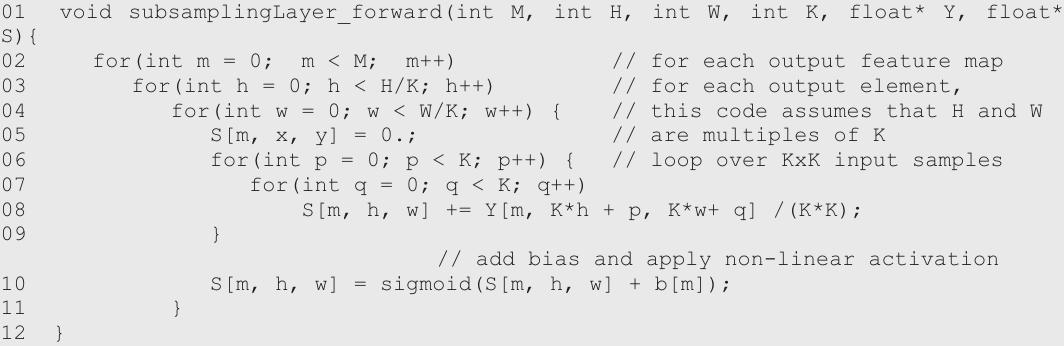 01 void subsamplingLayer_forward(int M, int H, int W, int K, float* Y, float*
S){
02 for(int m = 0; m < M; m++) // for each output feature map
03 for(int h = 0; h < H/K; h++) // for each output element,
04 for(int w = 0; w < W/K; w++) { // this code assumes that H and W
05 S[m, x, y] = 0.; // are multiples of K
06 for(int p = 0; p < K; p++) { // loop over KxK input samples
07 for(int q = 0; q < K; q++)
08 S[m, h, w] += Y[m, K*h + p, K*w+ q] /(K*K);
09 }
// add bias and apply non-linear activation
10 S[m, h, w] = sigmoid(S[m, h, w] + b[m]);
11 }
12 }